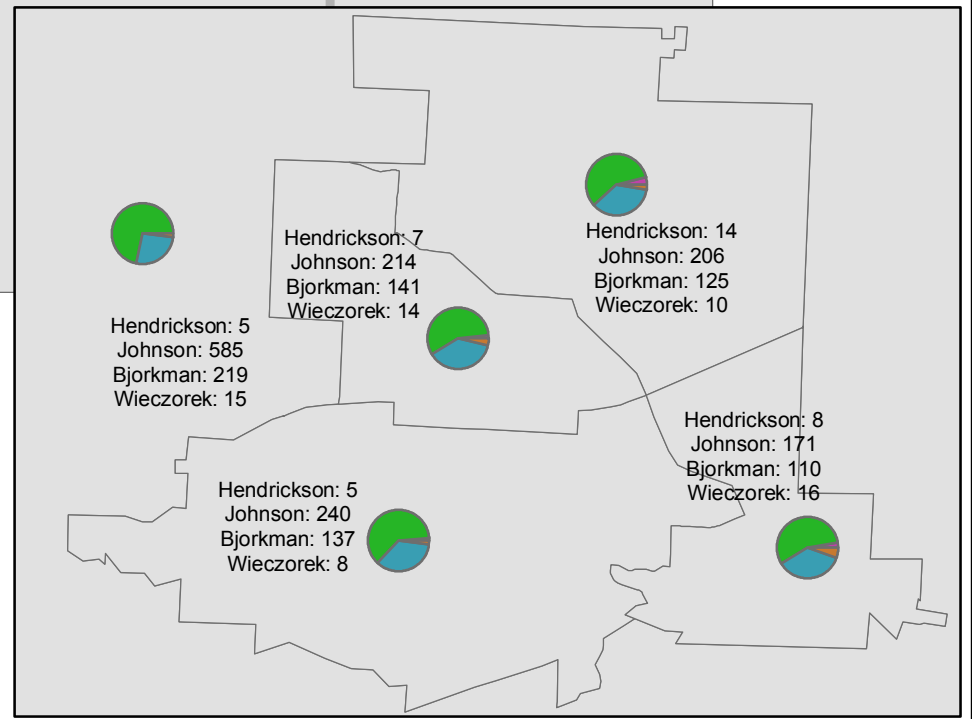 Hendrickson: 14
Johnson: 206
Bjorkman: 125
Wieczorek: 10
Hendrickson: 7
Johnson: 214
Bjorkman: 141
Wieczorek: 14
Hendrickson: 5
Johnson: 585
Bjorkman: 219
Wieczorek: 15
Hendrickson: 8
Johnson: 171
Bjorkman: 110
Wieczorek: 16
Hendrickson: 5
Johnson: 240
Bjorkman: 137
Wieczorek: 8